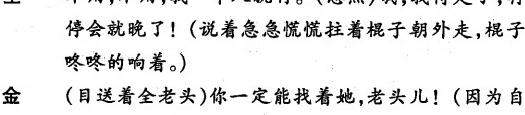 停会就晚了!(说着急急慌慌拄着棍子朝外走,棍子
咚咚的响着。)
金 (目送着全老头)你一定能找着她,老头儿!(因为自